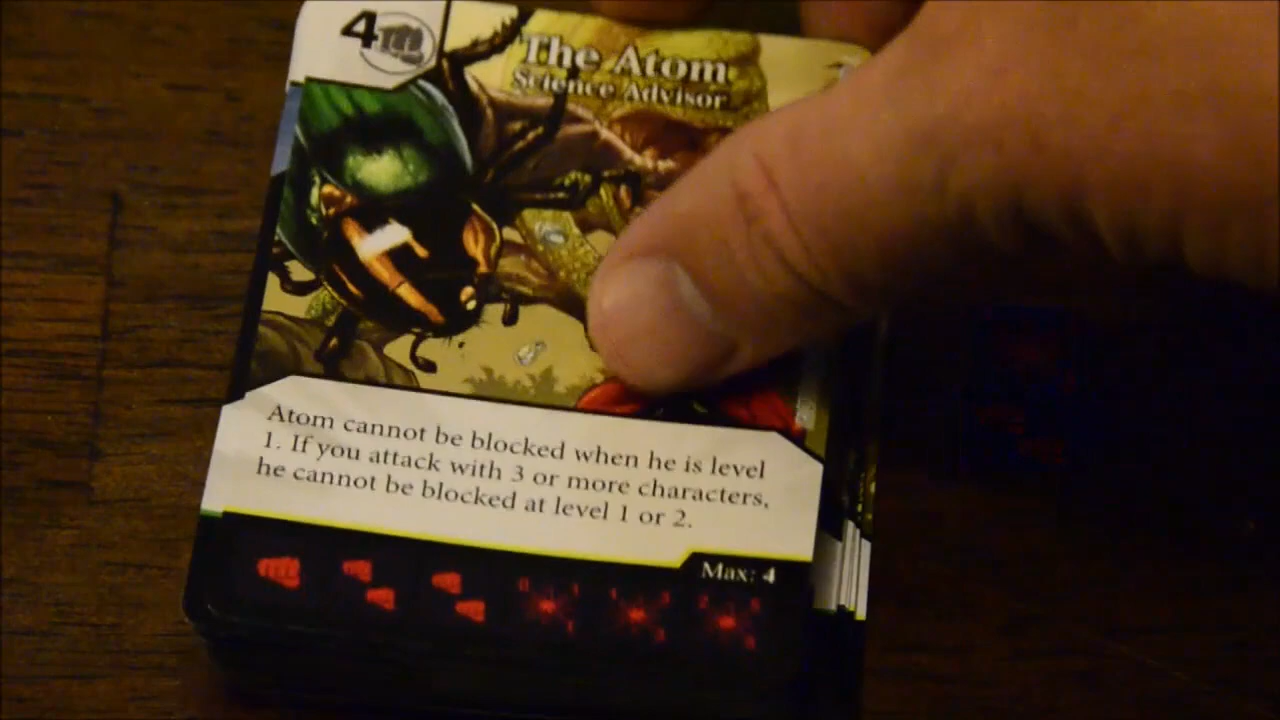 4
The Atom
Science Advisor
Atom cannot be blocked when he is level
1. If you attack with 3 or more characters,
he cannot be blocked at level 1 or 2.
Max: 4